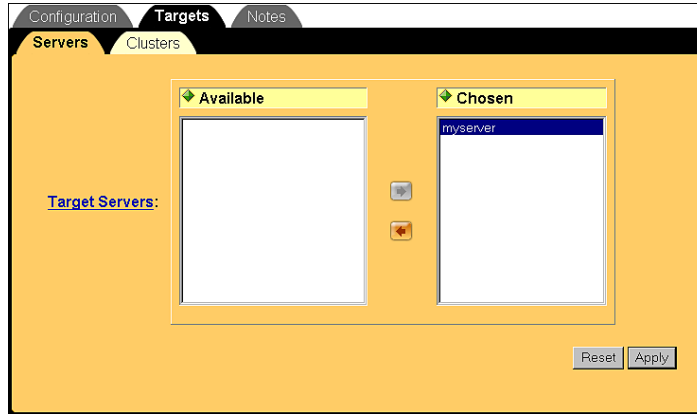 Configuration Targets Notes
Servers Clusters
Available Chosen
myserver
Target Servers:
Reset Apply